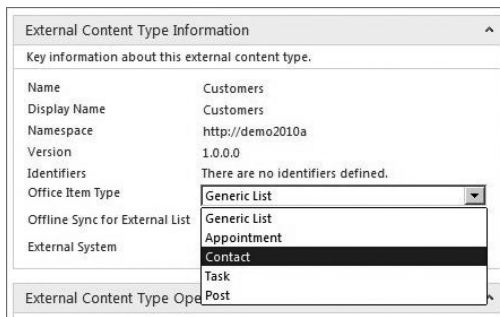 External Content Type Information
Key information about this external content type.
Name Customers
Display Name Customers
Namespace http://demo2010a
Version 1.0.0.0
Identifiers There are no identifiers defined.
Office Item Type Generic List
Offline Sync for External List Generic List
Appointment
External System
Contact
Task
External Content Type Ope Post